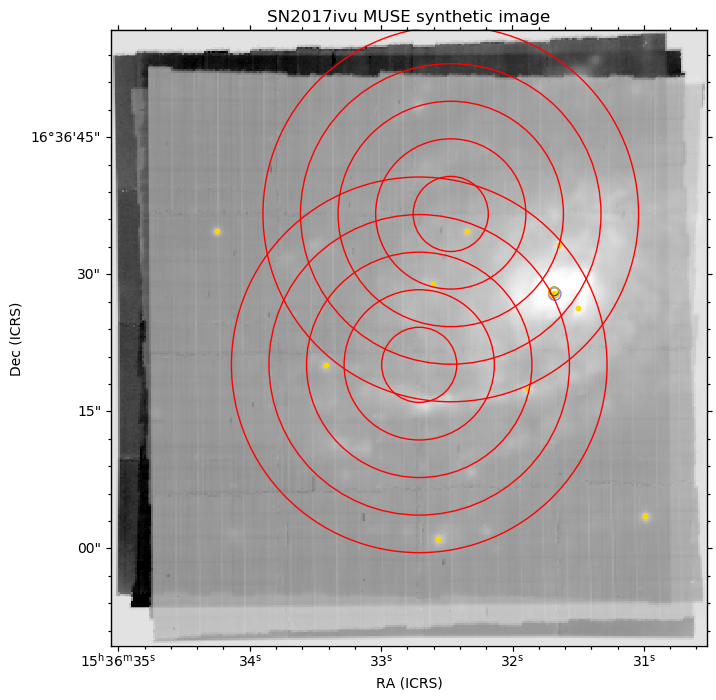 SN2017ivu MUSE synthetic image
16°36'45"
30"
15"
00"
Dec (ICRS)
15ʰ36ᵐ35ˢ 34ˢ 33ˢ 32ˢ 31ˢ
RA (ICRS)